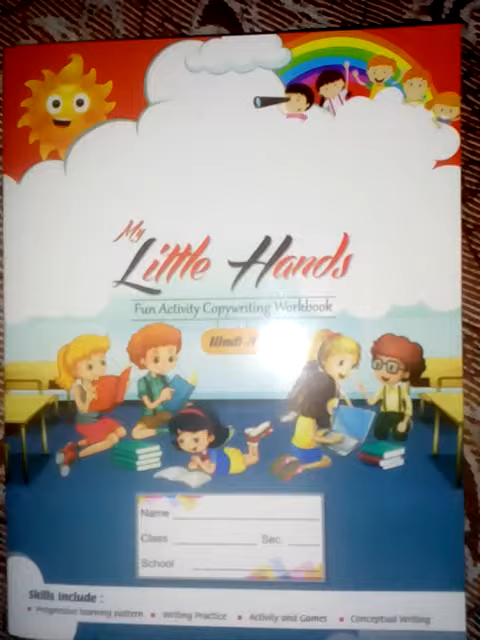 My
Little Hands
Fun Activity Copywriting Workbook
Hindi
Name
Class Sec.
School
Skills include :
Progressive learning pattern Writing Practice Activity and Games Conceptual Writing